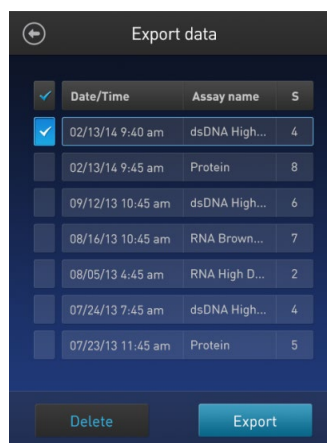 Export data
Date/Time Assay name S
02/13/14 9:40 am dsDNA High... 4
02/13/14 9:45 am Protein 8
09/12/13 10:45 am dsDNA High... 6
08/16/13 10:45 am RNA Brown... 7
08/05/13 4:45 am RNA High D... 2
07/24/13 7:45 am dsDNA High... 4
07/23/13 11:45 am Protein 5
Delete Export